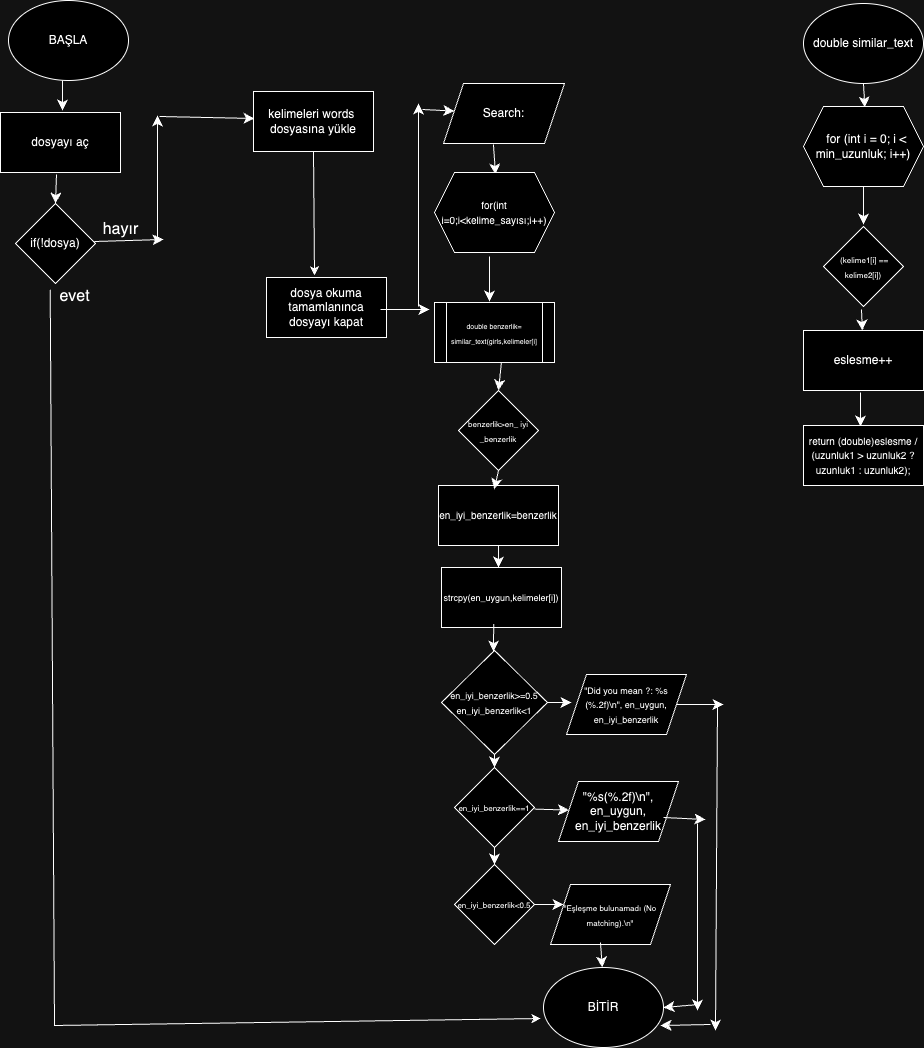 BAŞLA
dosyayı aç
if(!dosya)
hayır
evet
kelimeleri words
dosyasına yükle
dosya okuma
tamamlanınca
dosyayı kapat
Search:
for(int
i=0;i<kelime_sayısı;i++)
double benzerlik=
similar_text(girls,kelimeler[i]
benzerlik>en_ iyi
_benzerlik
en_iyi_benzerlik=benzerlik
strcpy(en_uygun,kelimeler[i])
en_iyi_benzerlik>=0.5
en_iyi_benzerlik<1
"Did you mean ?: %s
(%.2f)\n", en_uygun,
en_iyi_benzerlik
en_iyi_benzerlik==1
"%s(%.2f)\n",
en_uygun,
en_iyi_benzerlik
en_iyi_benzerlik<0.5
"Eşleşme bulunamadı (No
matching).\n"
BİTİR
double similar_text
for (int i = 0; i <
min_uzunluk; i++)
(kelime1[i] ==
kelime2[i])
eslesme++
return (double)eslesme /
(uzunluk1 > uzunluk2 ?
uzunluk1 : uzunluk2);